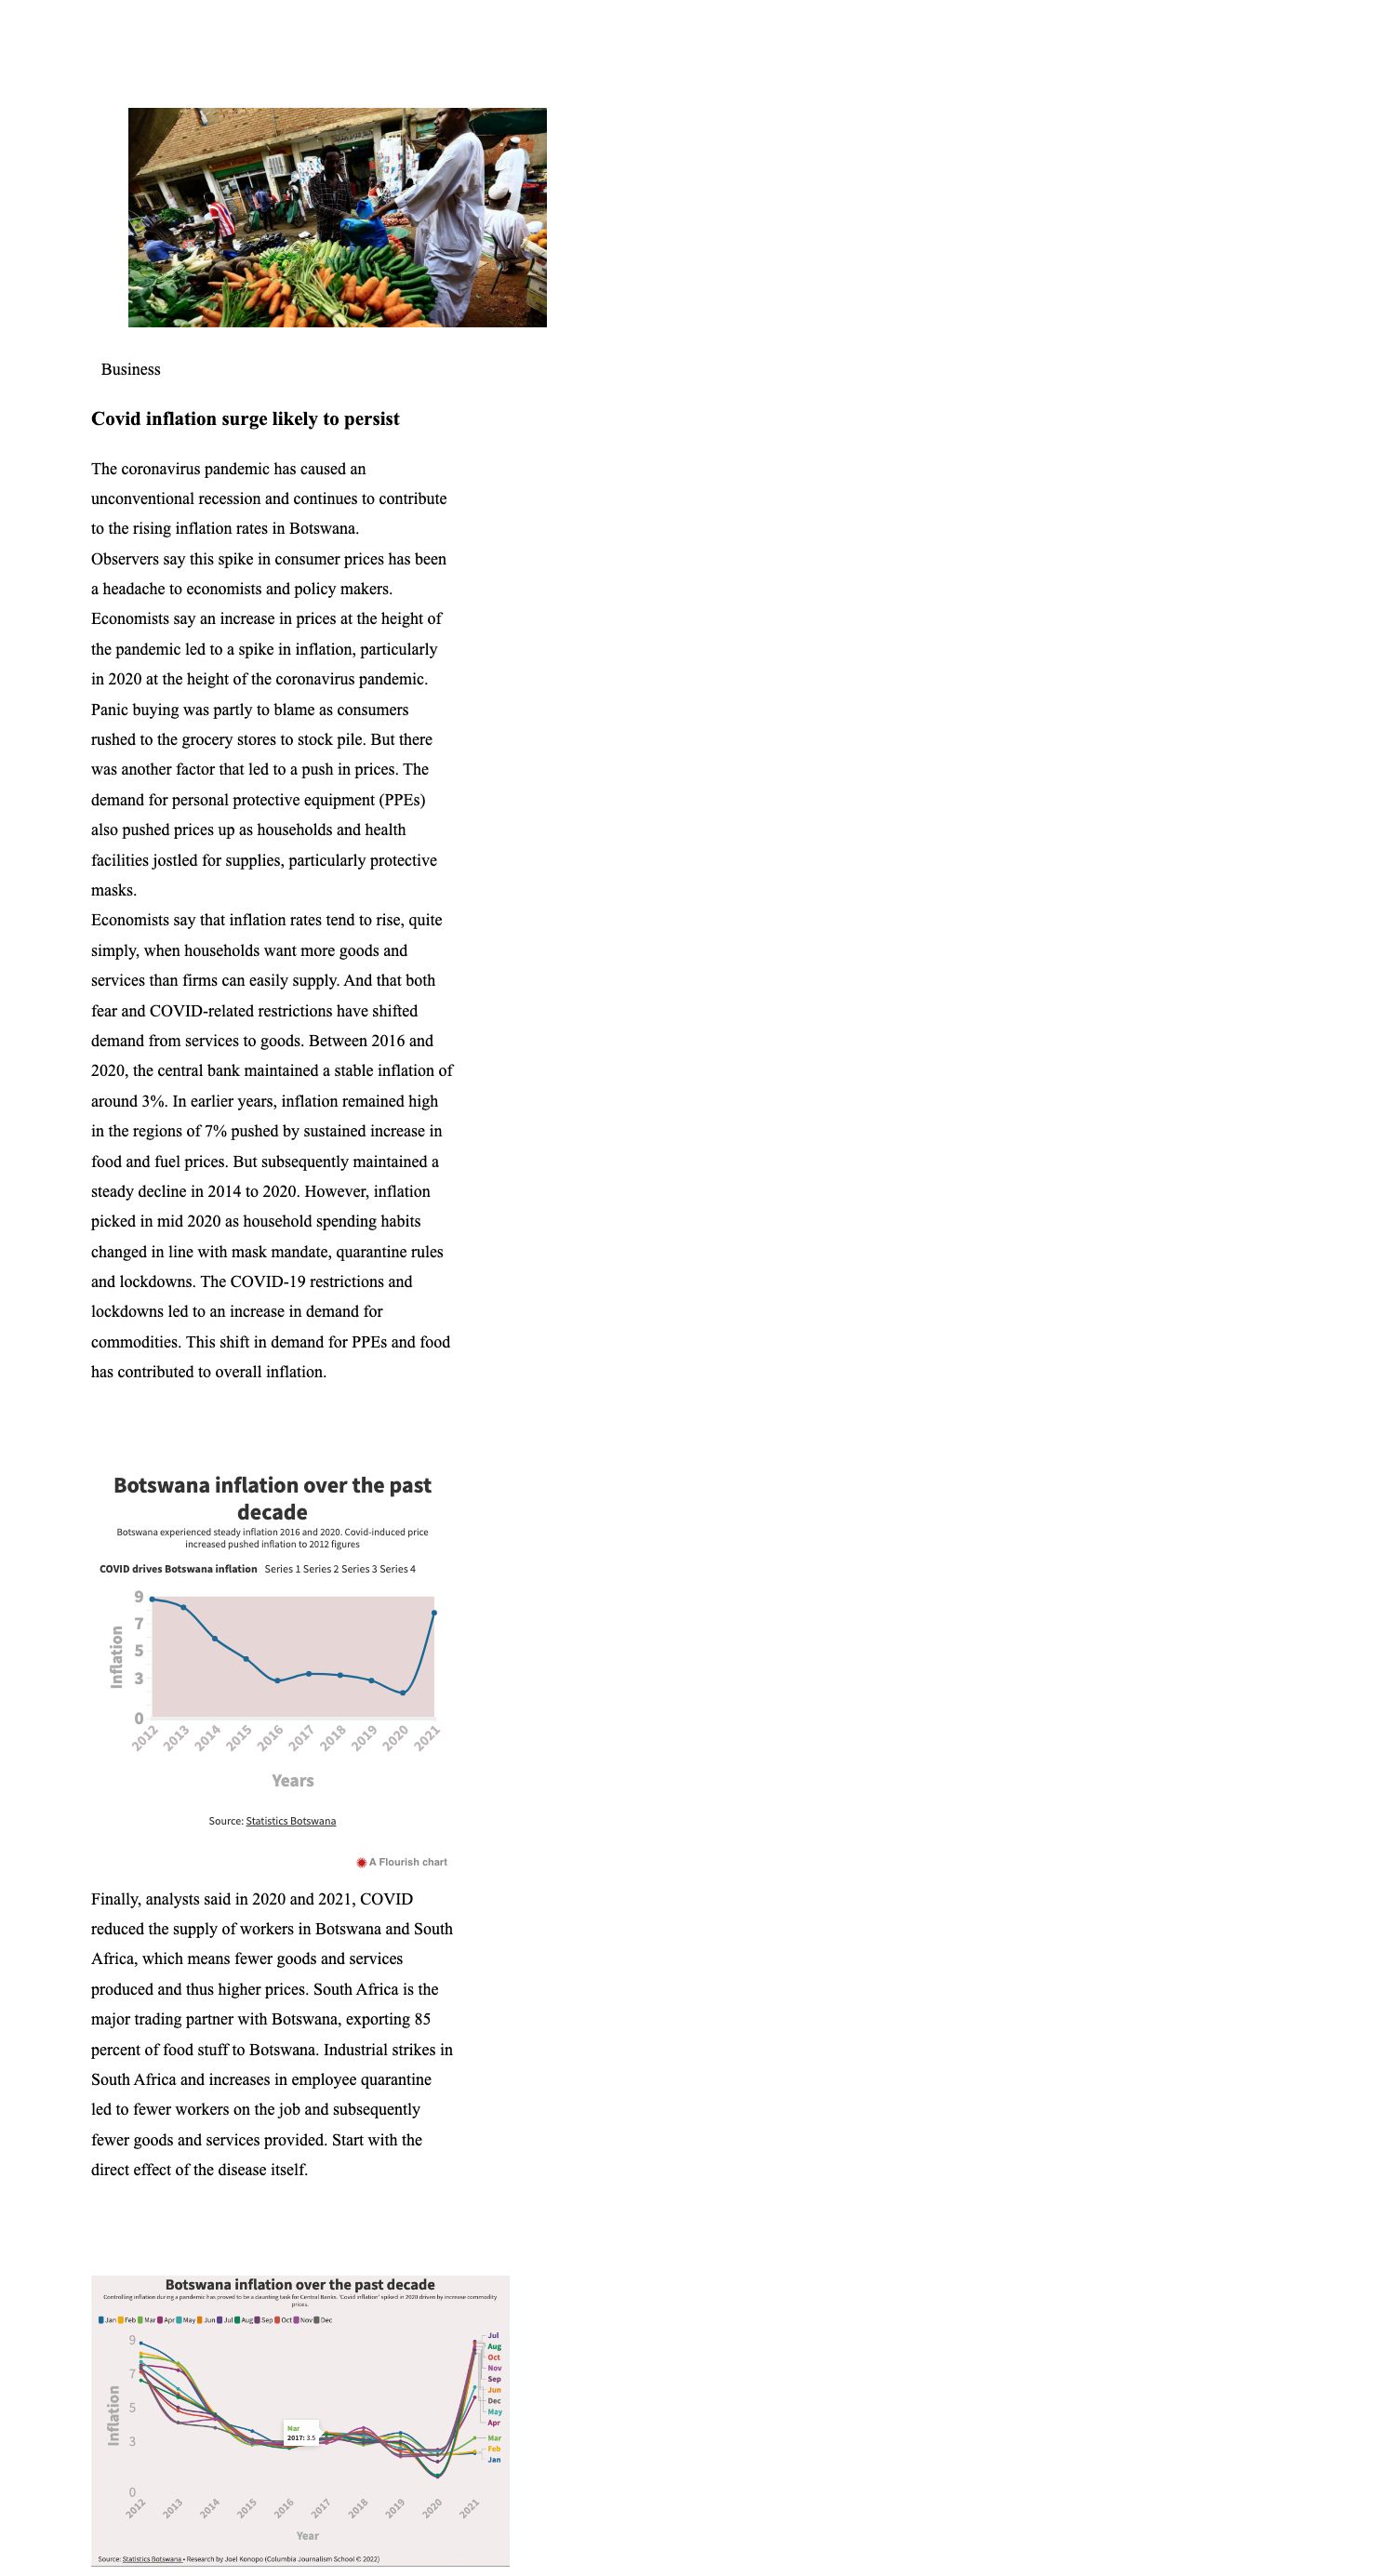 Business
Covid inflation surge likely to persist
The coronavirus pandemic has caused an
unconventional recession and continues to contribute
to the rising inflation rates in Botswana.
Observers say this spike in consumer prices has been
a headache to economists and policy makers.
Economists say an increase in prices at the height of
the pandemic led to a spike in inflation, particularly
in 2020 at the height of the coronavirus pandemic.
Panic buying was partly to blame as consumers
rushed to the grocery stores to stock pile. But there
was another factor that led to a push in prices. The
demand for personal protective equipment (PPEs)
also pushed prices up as households and health
facilities jostled for supplies, particularly protective
masks.
Economists say that inflation rates tend to rise, quite
simply, when households want more goods and
services than firms can easily supply. And that both
fear and COVID-related restrictions have shifted
demand from services to goods. Between 2016 and
2020, the central bank maintained a stable inflation of
around 3%. In earlier years, inflation remained high
in the regions of 7% pushed by sustained increase in
food and fuel prices. But subsequently maintained a
steady decline in 2014 to 2020. However, inflation
picked in mid 2020 as household spending habits
changed in line with mask mandate, quarantine rules
and lockdowns. The COVID-19 restrictions and
lockdowns led to an increase in demand for
commodities. This shift in demand for PPEs and food
has contributed to overall inflation.
Botswana inflation over the past
decade
Botswana experienced steady inflation 2016 and 2020. Covid-induced price
increased pushed inflation to 2012 figures
COVID drives Botswana inflation Series 1 Series 2 Series 3 Series 4
9
7
5
3
0
Inflation
2012 2013 2014 2015 2016 2017 2018 2019 2020 2021
Years
Source: Statistics Botswana
A Flourish chart
Finally, analysts said in 2020 and 2021, COVID
reduced the supply of workers in Botswana and South
Africa, which means fewer goods and services
produced and thus higher prices. South Africa is the
major trading partner with Botswana, exporting 85
percent of food stuff to Botswana. Industrial strikes in
South Africa and increases in employee quarantine
led to fewer workers on the job and subsequently
fewer goods and services provided. Start with the
direct effect of the disease itself.
Botswana inflation over the past decade
Controlling inflation during a pandemic has proved to be a daunting task for Central Banks. 'Covid inflation' spiked in 2020 driven by increase commodity
prices.
Jan Feb Mar Apr May Jun Jul Aug Sep Oct Nov Dec
9
7
5
3
0
Inflation
Mar
2017: 3.5
Jul
Aug
Oct
Nov
Sep
Jun
Dec
May
Apr
Mar
Feb
Jan
2012 2013 2014 2015 2016 2017 2018 2019 2020 2021
Year
Source: Statistics Botswana • Research by Joel Konopo (Columbia Journalism School © 2022)